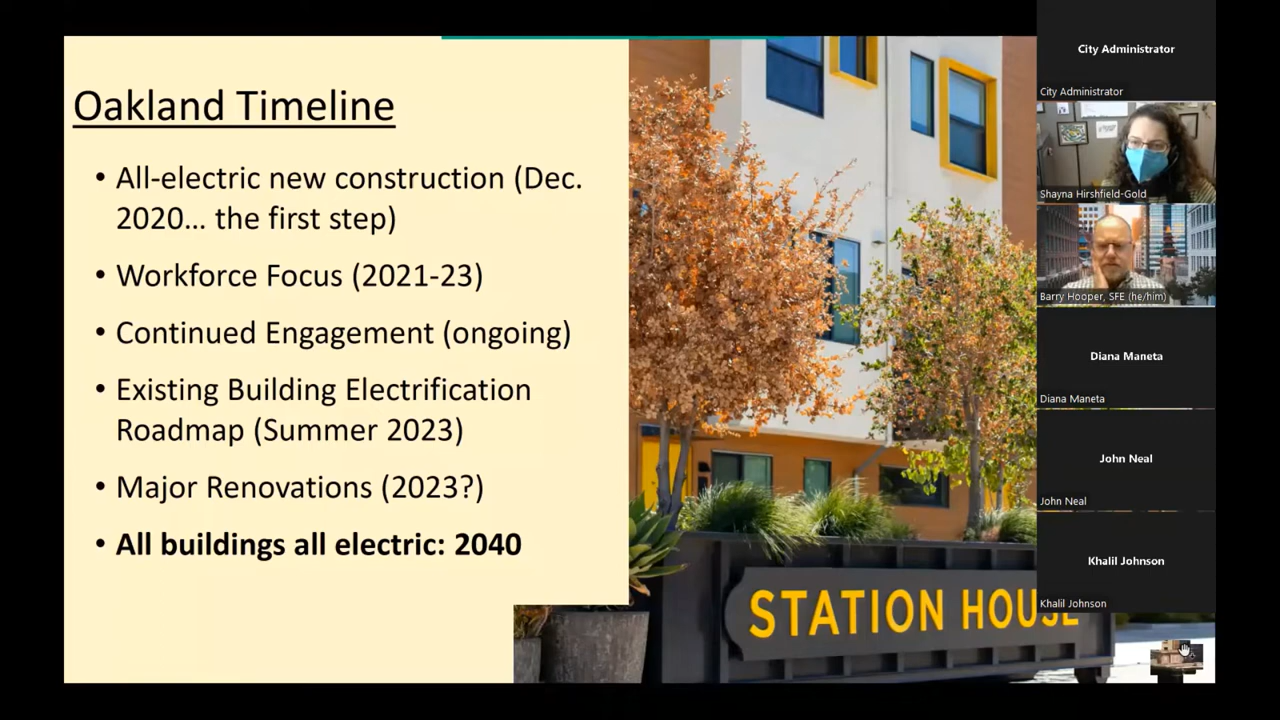 Oakland Timeline
• All-electric new construction (Dec.
2020... the first step)
• Workforce Focus (2021-23)
• Continued Engagement (ongoing)
• Existing Building Electrification
Roadmap (Summer 2023)
• Major Renovations (2023?)
• All buildings all electric: 2040
STATION HOUSE
City Administrator
City Administrator
Shayna Hirshfield-Gold
Barry Hooper, SFE (he/him)
Diana Maneta
Diana Maneta
John Neal
John Neal
Khalil Johnson
Khalil Johnson